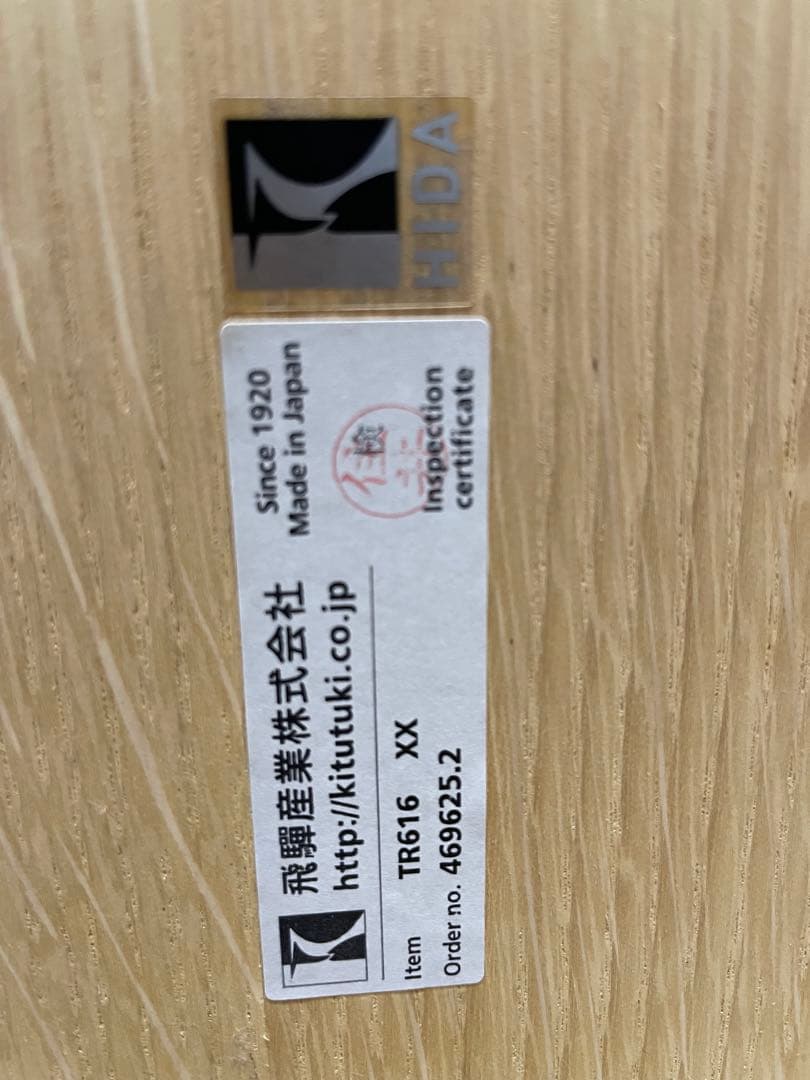 飛驒産業株式会社
http://kitutuki.co.jp
Since 1920
Made in Japan
Item TR616 XX
Order no. 469625.2
検
Inspection
certificate
HIDA